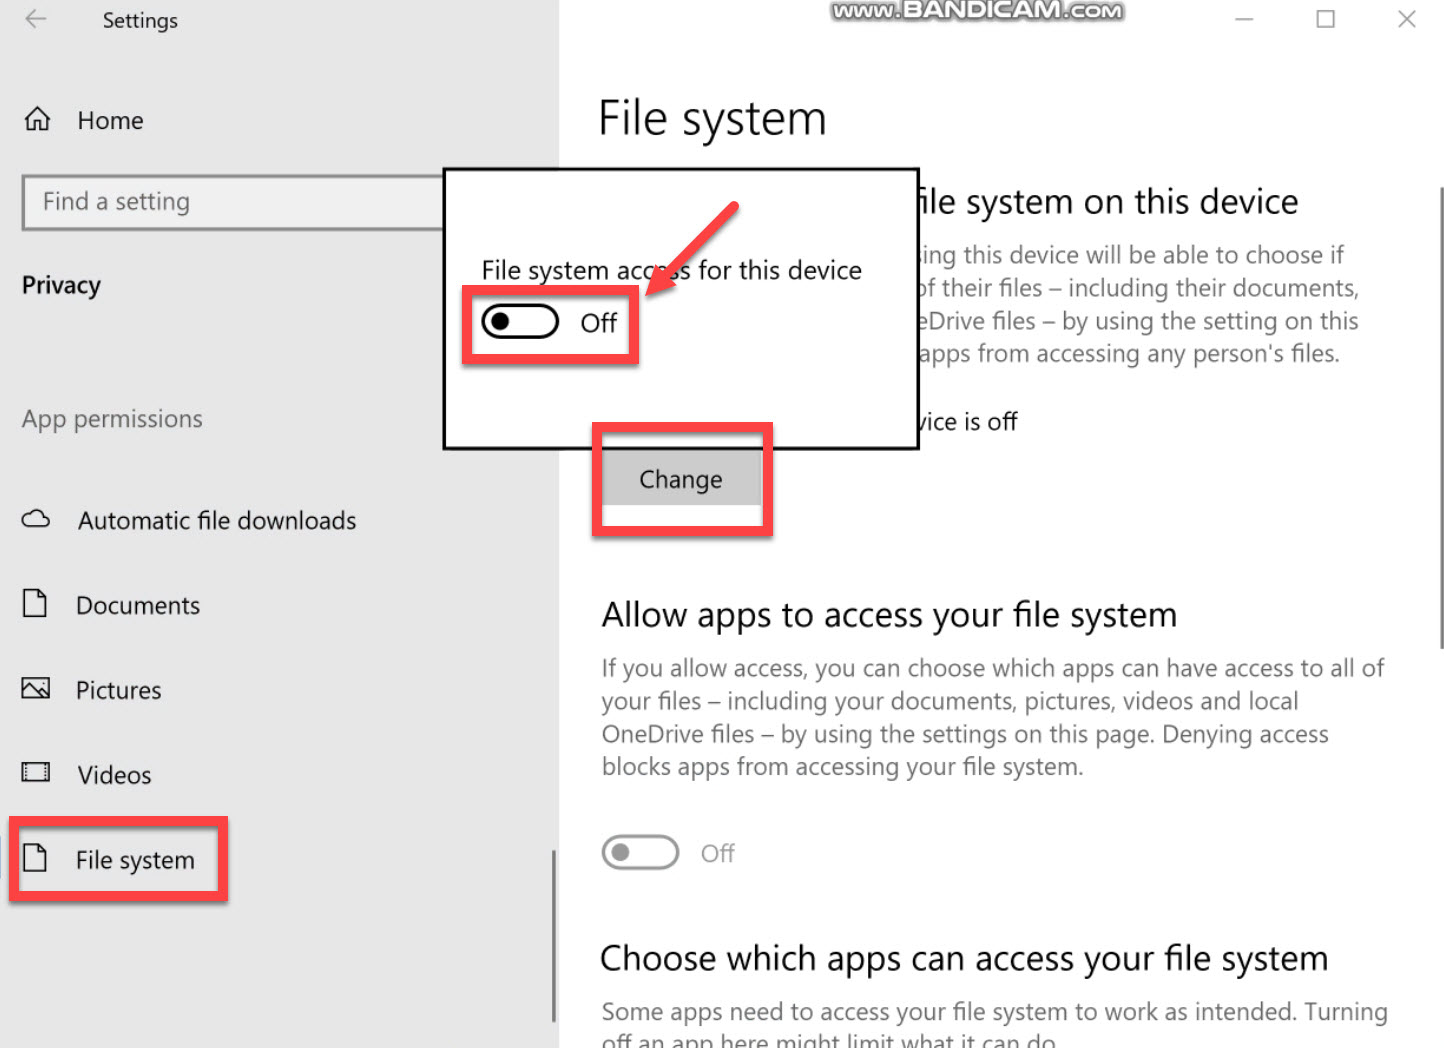 Settings
www.BANDICAM.com
Home
Find a setting
Privacy
App permissions
Automatic file downloads
Documents
Pictures
Videos
File system
File system
file system on this device
ing this device will be able to choose if
of their files – including their documents,
eDrive files – by using the setting on this
apps from accessing any person's files.
vice is off
File system access for this device
Off
Change
Allow apps to access your file system
If you allow access, you can choose which apps can have access to all of
your files – including your documents, pictures, videos and local
OneDrive files – by using the settings on this page. Denying access
blocks apps from accessing your file system.
Off
Choose which apps can access your file system
Some apps need to access your file system to work as intended. Turning
off an app here might limit what it can do.